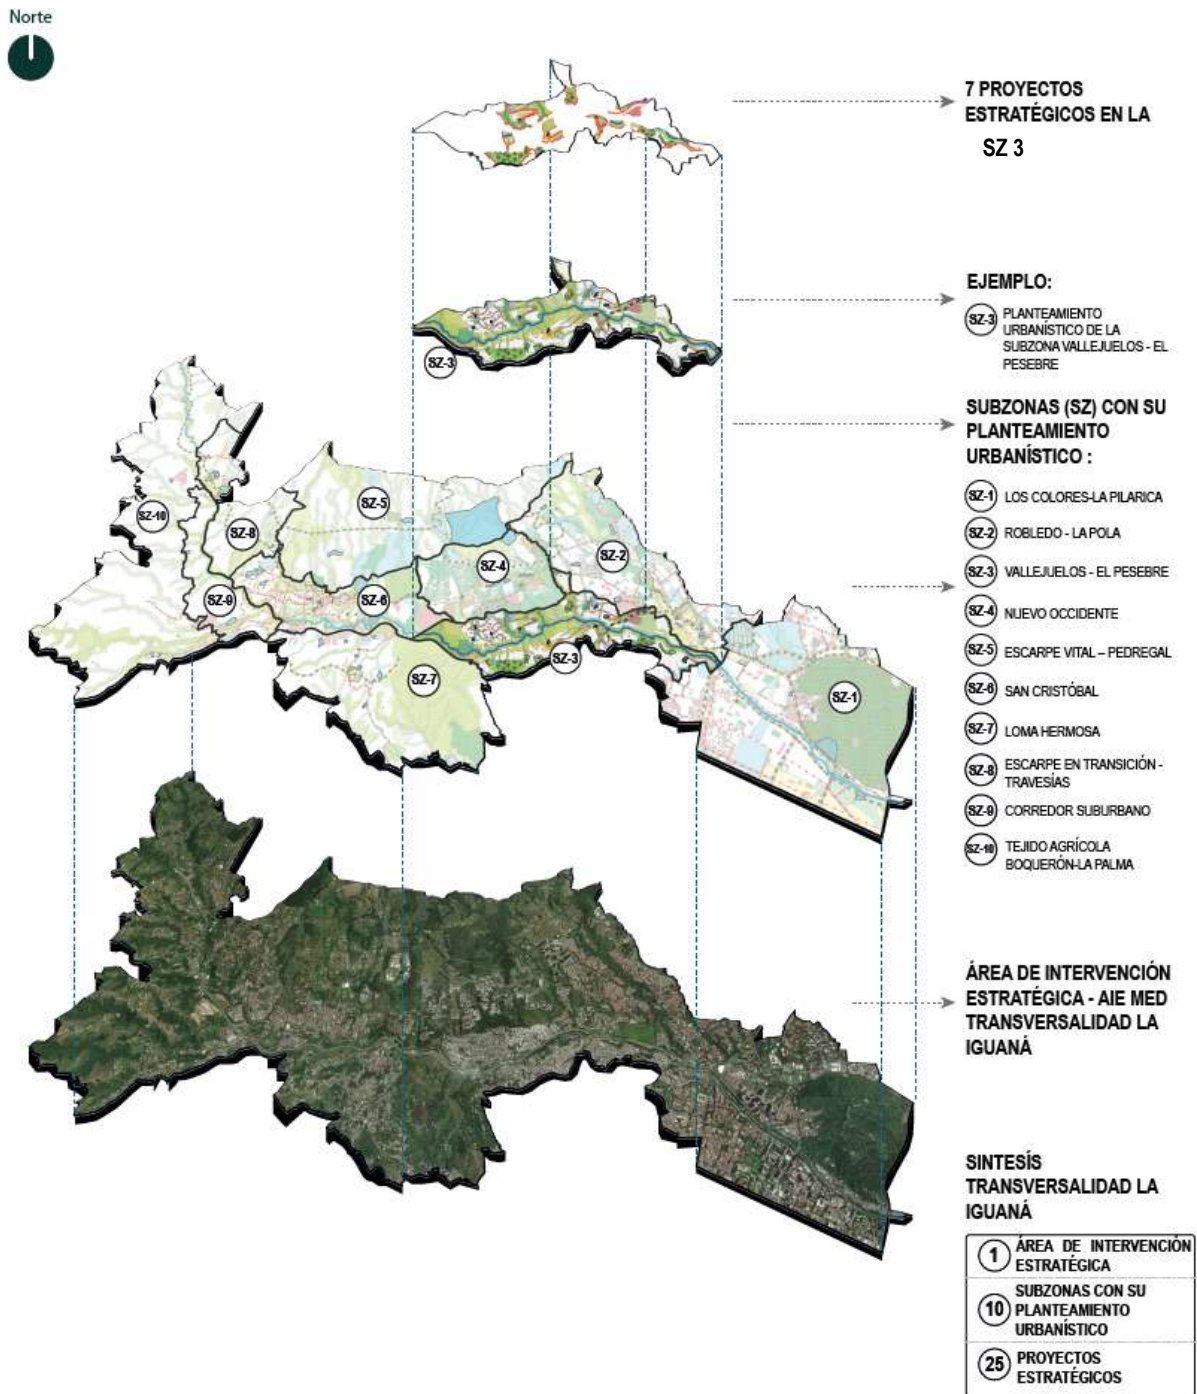 Norte
7 PROYECTOS
ESTRATÉGICOS EN LA
SZ 3
EJEMPLO:
SZ-3 PLANTEAMIENTO
URBANÍSTICO DE LA
SUBZONA VALLEJUELOS - EL
PESEBRE
SZ-3
SUBZONAS (SZ) CON SU
PLANTEAMIENTO
URBANÍSTICO :
SZ-1 LOS COLORES-LA PILARICA
SZ-2 ROBLEDO - LA POLA
SZ-3 VALLEJUELOS - EL PESEBRE
SZ-4 NUEVO OCCIDENTE
SZ-5 ESCARPE VITAL – PEDREGAL
SZ-6 SAN CRISTÓBAL
SZ-7 LOMA HERMOSA
SZ-8 ESCARPE EN TRANSICIÓN -
TRAVESÍAS
SZ-9 CORREDOR SUBURBANO
SZ-10 TEJIDO AGRÍCOLA
BOQUERÓN-LA PALMA
SZ-10
SZ-5
SZ-8
SZ-2
SZ-4
SZ-9
SZ-6
SZ-3
SZ-7
SZ-1
ÁREA DE INTERVENCIÓN
ESTRATÉGICA - AIE MED
TRANSVERSALIDAD LA
IGUANÁ
SINTESÍS
TRANSVERSALIDAD LA
IGUANÁ
1 ÁREA DE INTERVENCIÓN
ESTRATÉGICA
10 SUBZONAS CON SU
PLANTEAMIENTO
URBANÍSTICO
25 PROYECTOS
ESTRATÉGICOS